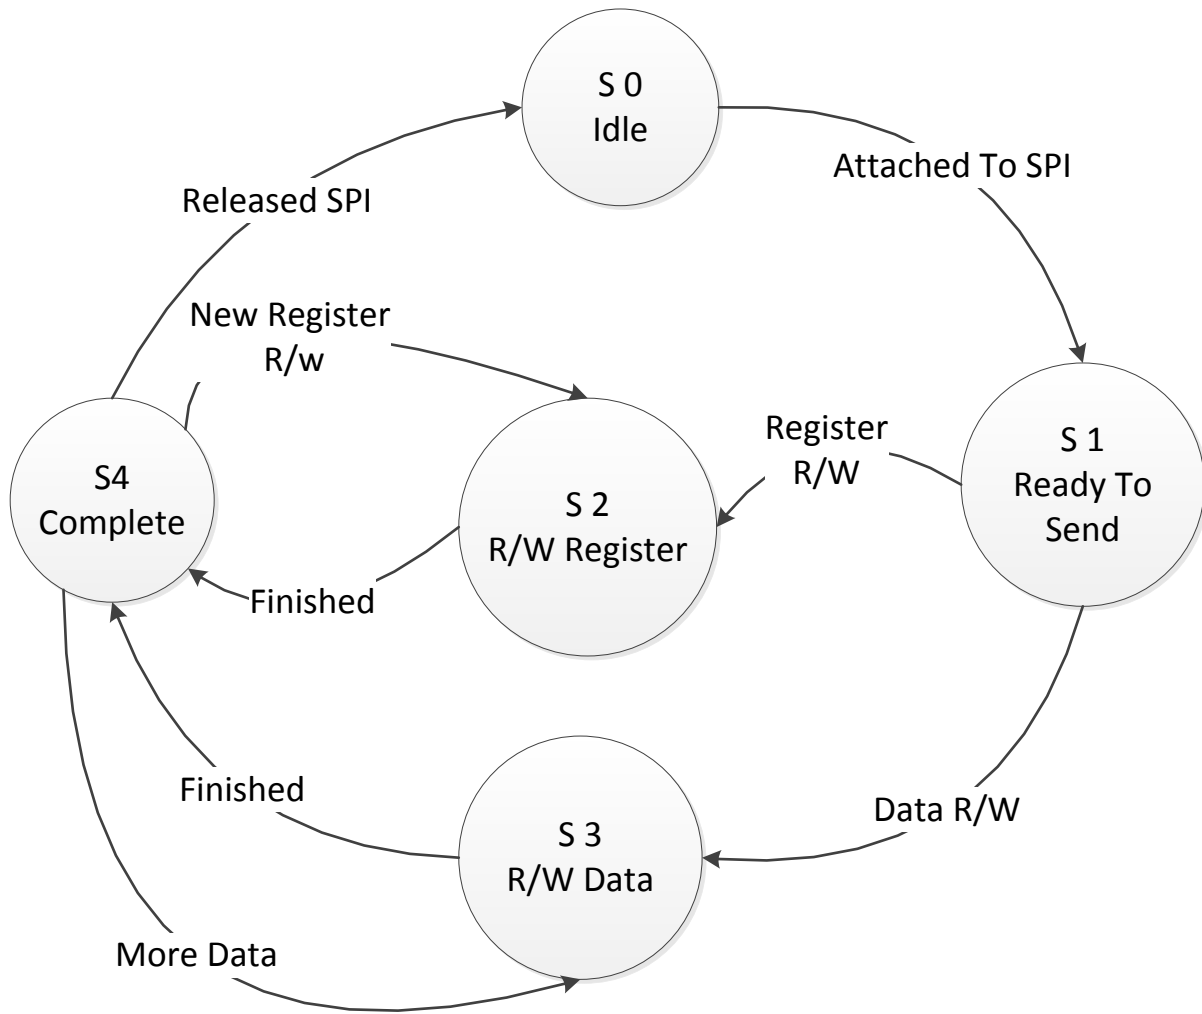 S 0
Idle
Attached To SPI
Released SPI
New Register
R/w
Register
R/W
S 1
Ready To
Send
S4
Complete
S 2
R/W Register
Finished
Finished
Data R/W
S 3
R/W Data
More Data